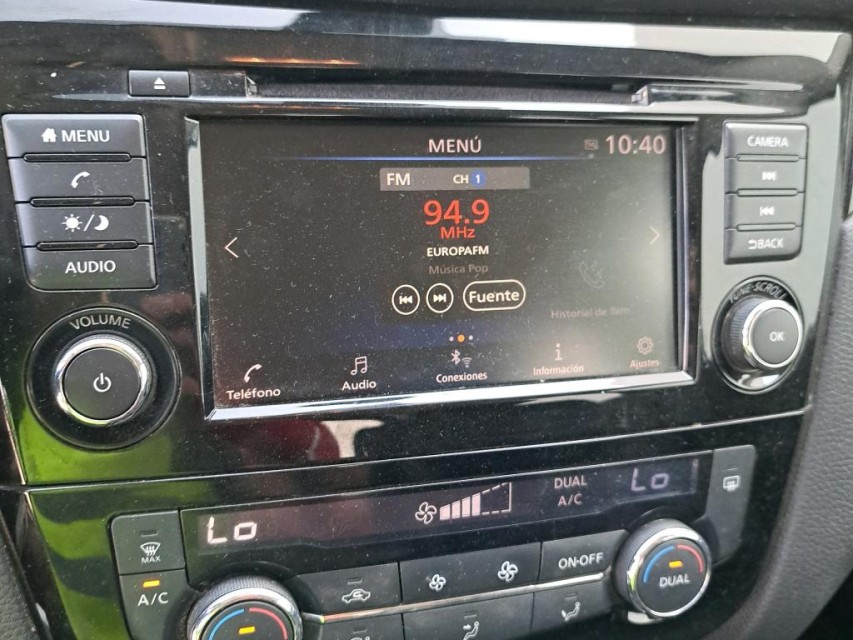 MENU
AUDIO
VOLUME
MENÚ
10:40
FM CH 1
94.9
MHz
EUROPAFM
Música Pop
Fuente
Historial de llam
Teléfono
Audio
Conexiones
Información
Ajustes
CAMERA
BACK
TUNE·SCROLL
OK
Lo
DUAL
A/C
Lo
MAX
A/C
ON·OFF
DUAL